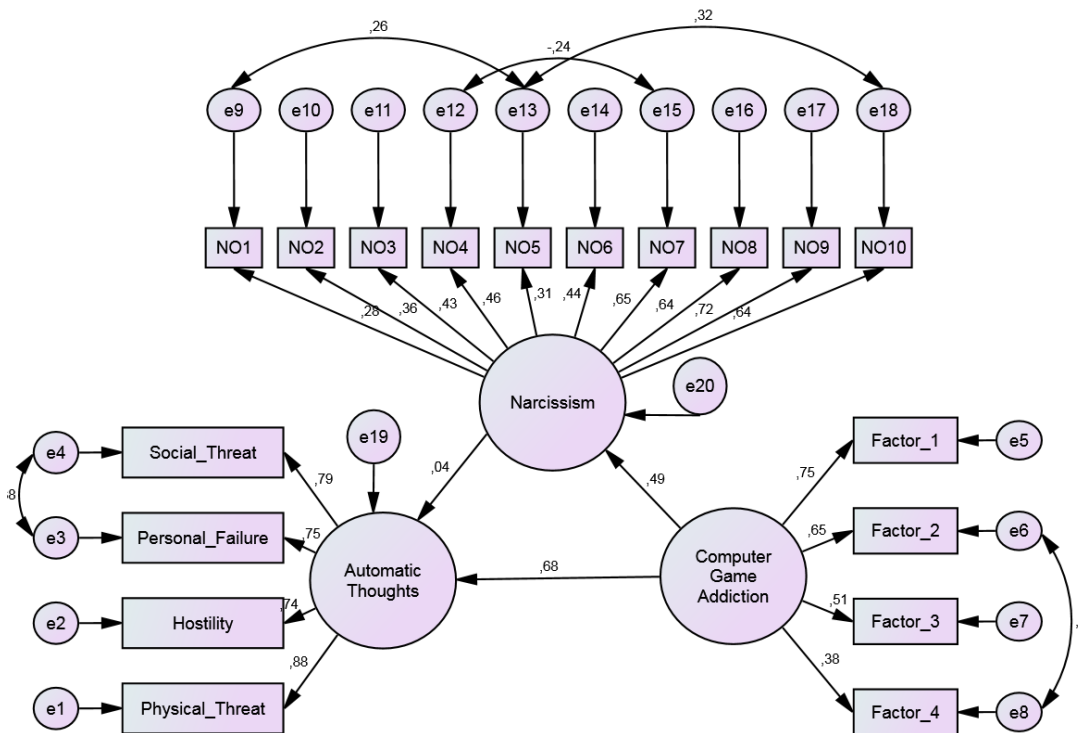 ,26
-,24
,32
e9
e10
e11
e12
e13
e14
e15
e16
e17
e18
NO1
NO2
NO3
NO4
NO5
NO6
NO7
NO8
NO9
NO10
,28
,36
,43
,46
,31
,44
,65
,64
,72
,64
Narcissism
e20
e19
,04
,49
e4
Social_Threat
,79
e3
Personal_Failure
,75
e2
Hostility
,74
e1
Physical_Threat
,88
Automatic
Thoughts
,68
Computer
Game
Addiction
,75
Factor_1
e5
,65
Factor_2
e6
,51
Factor_3
e7
,38
Factor_4
e8